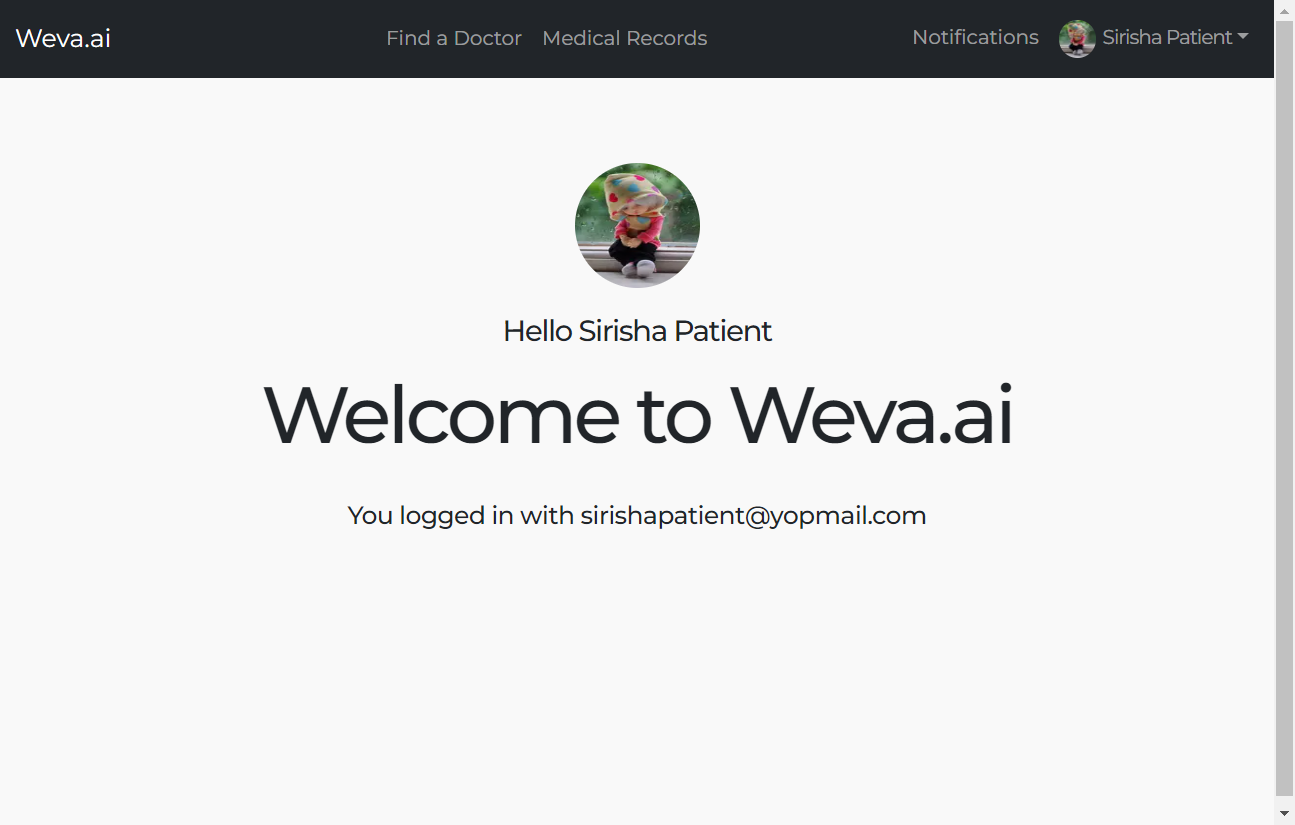 Weva.ai
Find a Doctor Medical Records
Notifications Sirisha Patient
Hello Sirisha Patient
Welcome to Weva.ai
You logged in with sirishapatient@yopmail.com